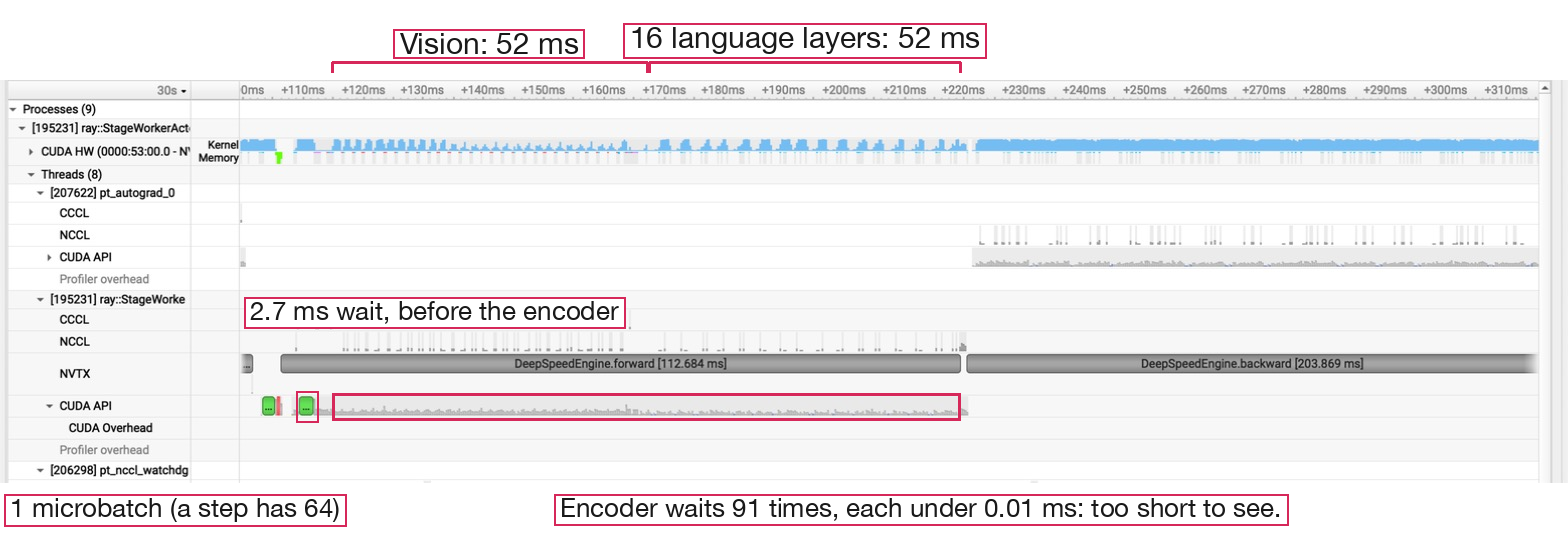 Vision: 52 ms
16 language layers: 52 ms
30s
0ms +110ms +120ms +130ms +140ms +150ms +160ms +170ms +180ms +190ms +200ms +210ms +220ms +230ms +240ms +250ms +260ms +270ms +280ms +290ms +300ms +310ms
Processes (9)
[195231] ray::StageWorkerAct
CUDA HW (0000:53:00.0 - N
Kernel
Memory
Threads (8)
[207622] pt_autograd_0
CCCL
NCCL
CUDA API
Profiler overhead
[195231] ray::StageWorke
2.7 ms wait, before the encoder
CCCL
NCCL
NVTX
...
DeepSpeedEngine.forward [112.684 ms]
DeepSpeedEngine.backward [203.869 ms]
CUDA API
...
...
CUDA Overhead
Profiler overhead
[206298] pt_nccl_watchdg
1 microbatch (a step has 64)
Encoder waits 91 times, each under 0.01 ms: too short to see.